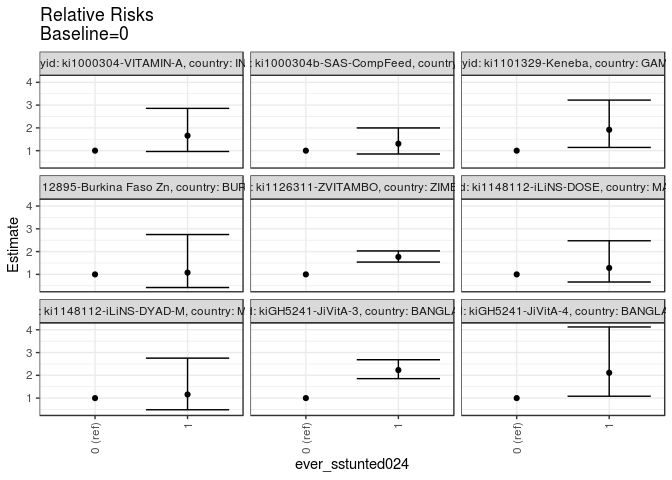 Relative Risks
Baseline=0
yid: ki1000304-VITAMIN-A, country: IN
: ki1000304b-SAS-CompFeed, country
yid: ki1101329-Keneba, country: GAM
4
3
2
1
12895-Burkina Faso Zn, country: BUR
: ki1126311-ZVITAMBO, country: ZIMB
d: ki1148112-iLiNS-DOSE, country: MA
4
3
2
1
: ki1148112-iLiNS-DYAD-M, country: M
d: kiGH5241-JiVitA-3, country: BANGLA
d: kiGH5241-JiVitA-4, country: BANGLA
4
3
2
1
Estimate
0 (ref)
1
0 (ref)
1
0 (ref)
1
ever_sstunted024